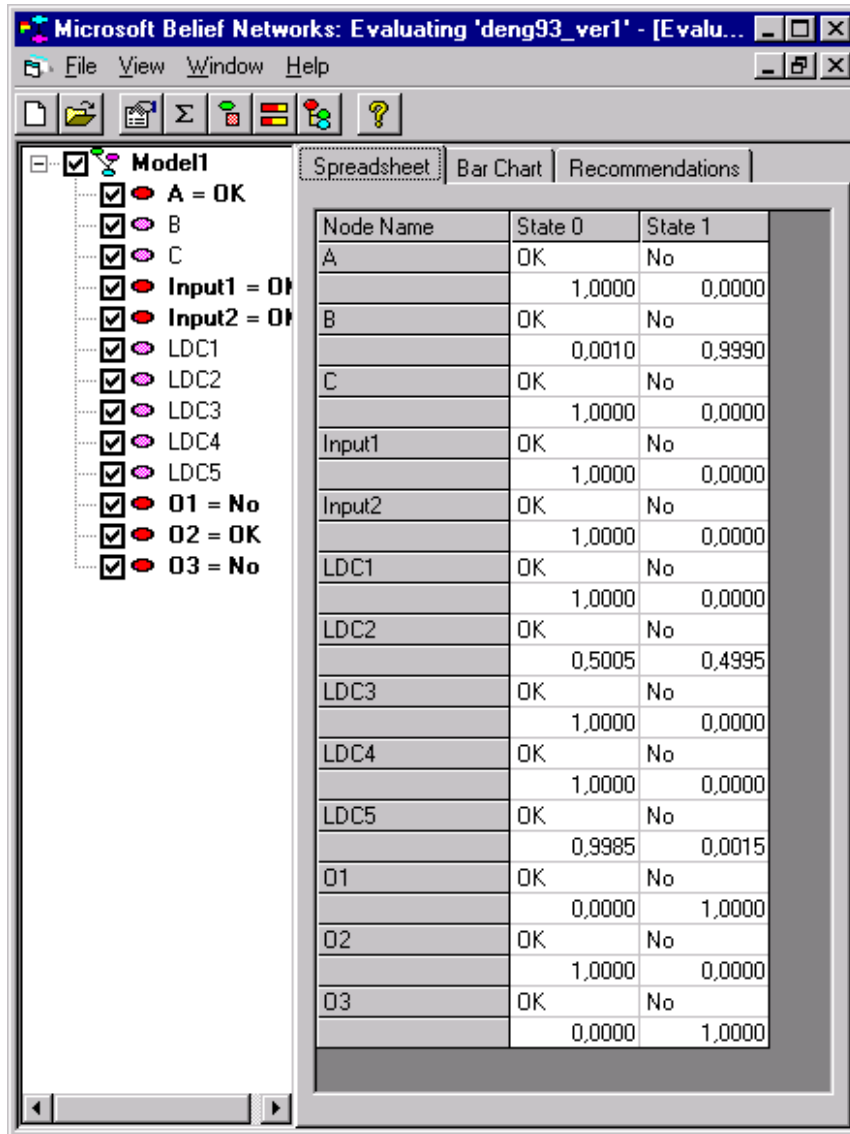 Microsoft Belief Networks: Evaluating 'deng93_ver1' - [Evalu...
File View Window Help
Σ ?
Model1
A = OK
B
C
Input1 = OK
Input2 = OK
LDC1
LDC2
LDC3
LDC4
LDC5
O1 = No
O2 = OK
O3 = No
Spreadsheet Bar Chart Recommendations
Node Name State 0 State 1
A OK No
1,0000 0,0000
B OK No
0,0010 0,9990
C OK No
1,0000 0,0000
Input1 OK No
1,0000 0,0000
Input2 OK No
1,0000 0,0000
LDC1 OK No
1,0000 0,0000
LDC2 OK No
0,5005 0,4995
LDC3 OK No
1,0000 0,0000
LDC4 OK No
1,0000 0,0000
LDC5 OK No
0,9985 0,0015
O1 OK No
0,0000 1,0000
O2 OK No
1,0000 0,0000
O3 OK No
0,0000 1,0000